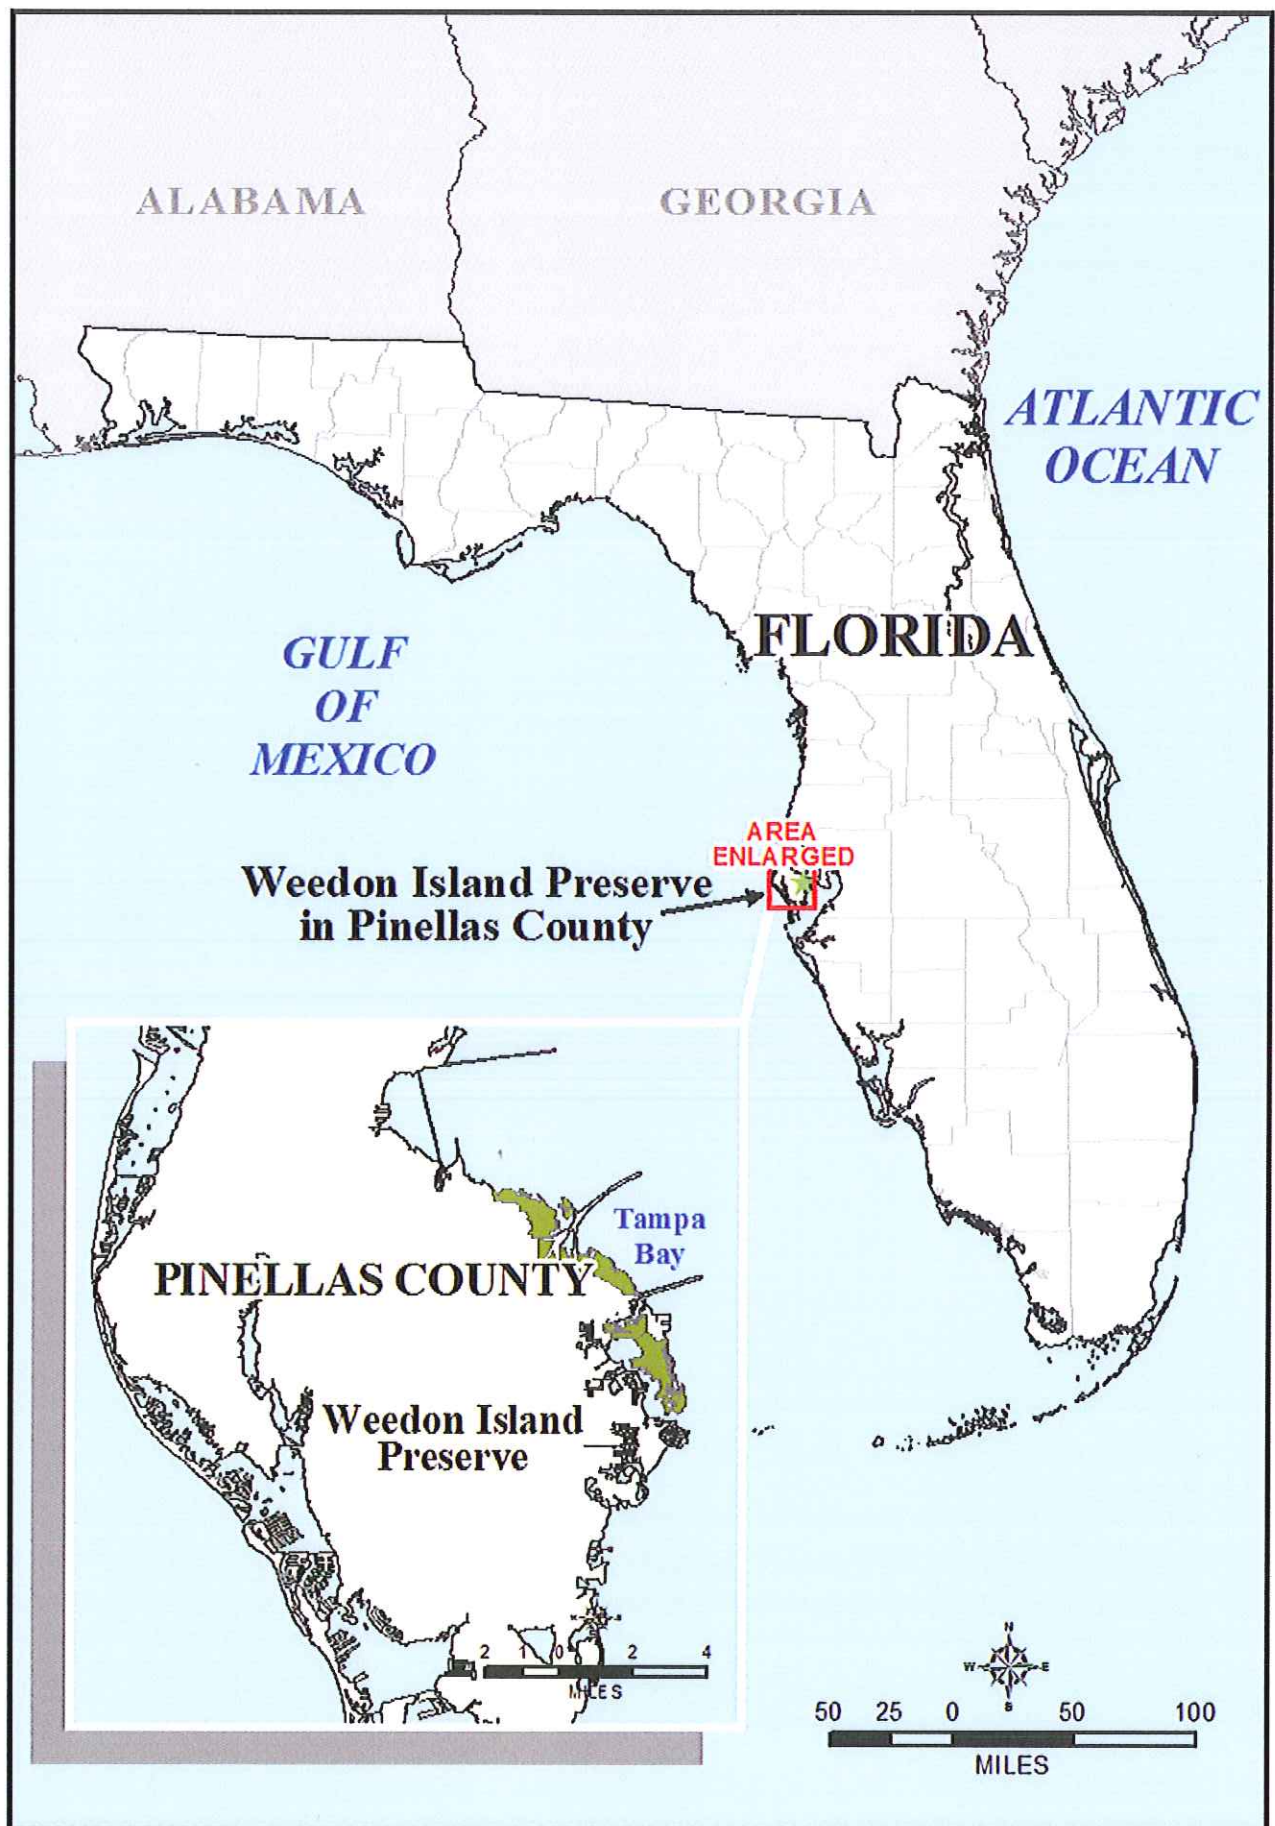 ALABAMA
GEORGIA
ATLANTIC
OCEAN
FLORIDA
GULF
OF
MEXICO
AREA
ENLARGED
Weedon Island Preserve
in Pinellas County
Tampa
Bay
PINELLAS COUNTY
Weedon Island
Preserve
2 1 0 2 4
MILES
N
W E
S
50 25 0 50 100
MILES